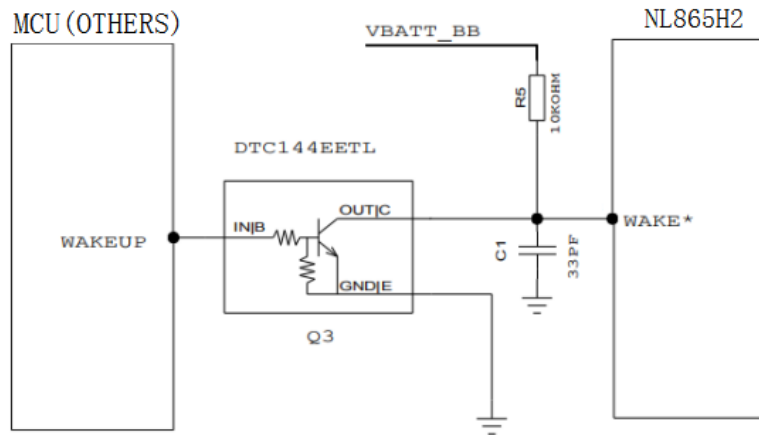 MCU(OTHERS)
NL865H2
VBATT_BB
R5
10KOHM
DTC144EETL
IN|B
OUT|C
WAKEUP
WAKE*
C1
33PF
GND|E
Q3